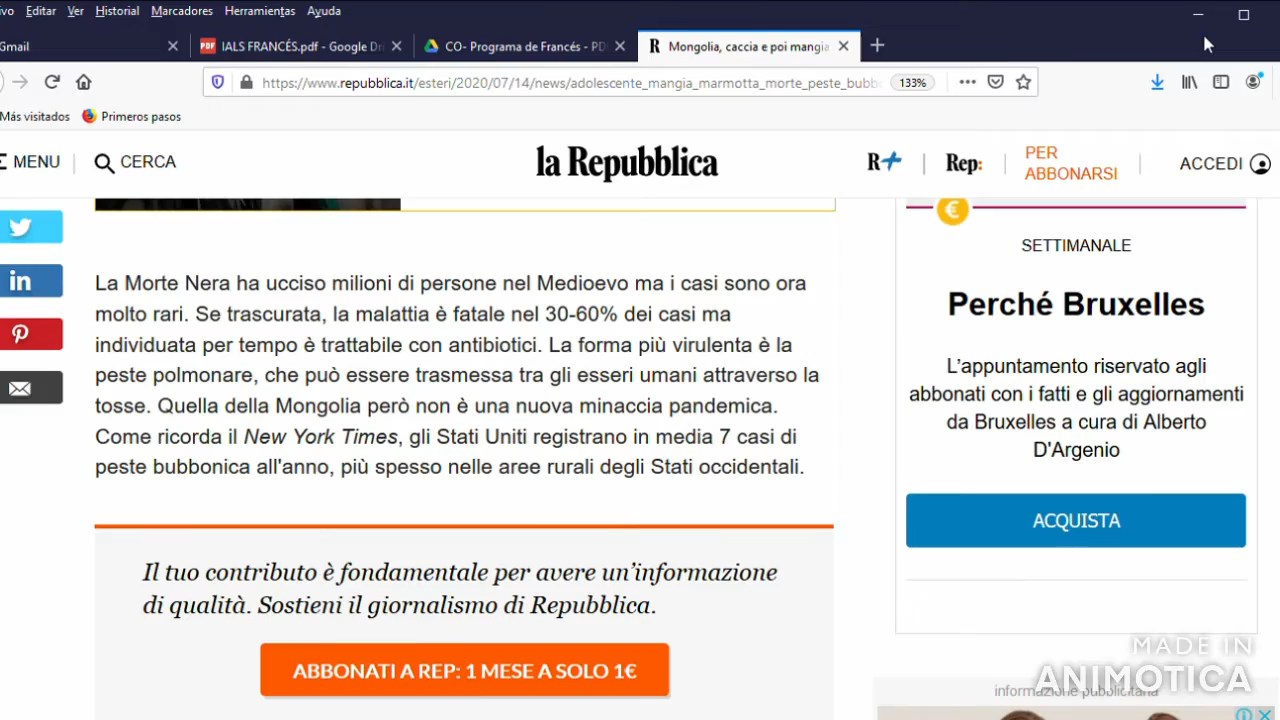 Editar Ver Historial Marcadores Herramientas Ayuda
Gmail
IALS FRANCÉS.pdf - Google
CO- Programa de Francés -
Mongolia, caccia e poi mangia
https://www.repubblica.it/esteri/2020/07/14/news/adolescente_mangia_marmotta_morte_peste_bubb
133%
Más visitados Primeros pasos
MENU
CERCA
la Repubblica
R+
Rep:
PER
ABBONARSI
ACCEDI
La Morte Nera ha ucciso milioni di persone nel Medioevo ma i casi sono ora
molto rari. Se trascurata, la malattia è fatale nel 30-60% dei casi ma
individuata per tempo è trattabile con antibiotici. La forma più virulenta è la
peste polmonare, che può essere trasmessa tra gli esseri umani attraverso la
tosse. Quella della Mongolia però non è una nuova minaccia pandemica.
Come ricorda il New York Times, gli Stati Uniti registrano in media 7 casi di
peste bubbonica all'anno, più spesso nelle aree rurali degli Stati occidentali.
Il tuo contributo è fondamentale per avere un'informazione
di qualità. Sostieni il giornalismo di Repubblica.
ABBONATI A REP: 1 MESE A SOLO 1€
SETTIMANALE
Perché Bruxelles
L'appuntamento riservato agli
abbonati con i fatti e gli aggiornamenti
da Bruxelles a cura di Alberto
D'Argenio
ACQUISTA
MADE IN
ANIMOTICA
informazione pubblicitaria